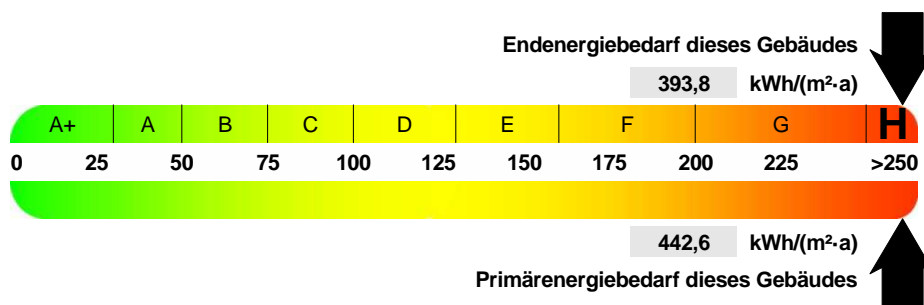 Endenergiebedarf dieses Gebäudes
393,8 kWh/(m²·a)
A+ A B C D E F G H
0 25 50 75 100 125 150 175 200 225 >250
442,6 kWh/(m²·a)
Primärenergiebedarf dieses Gebäudes